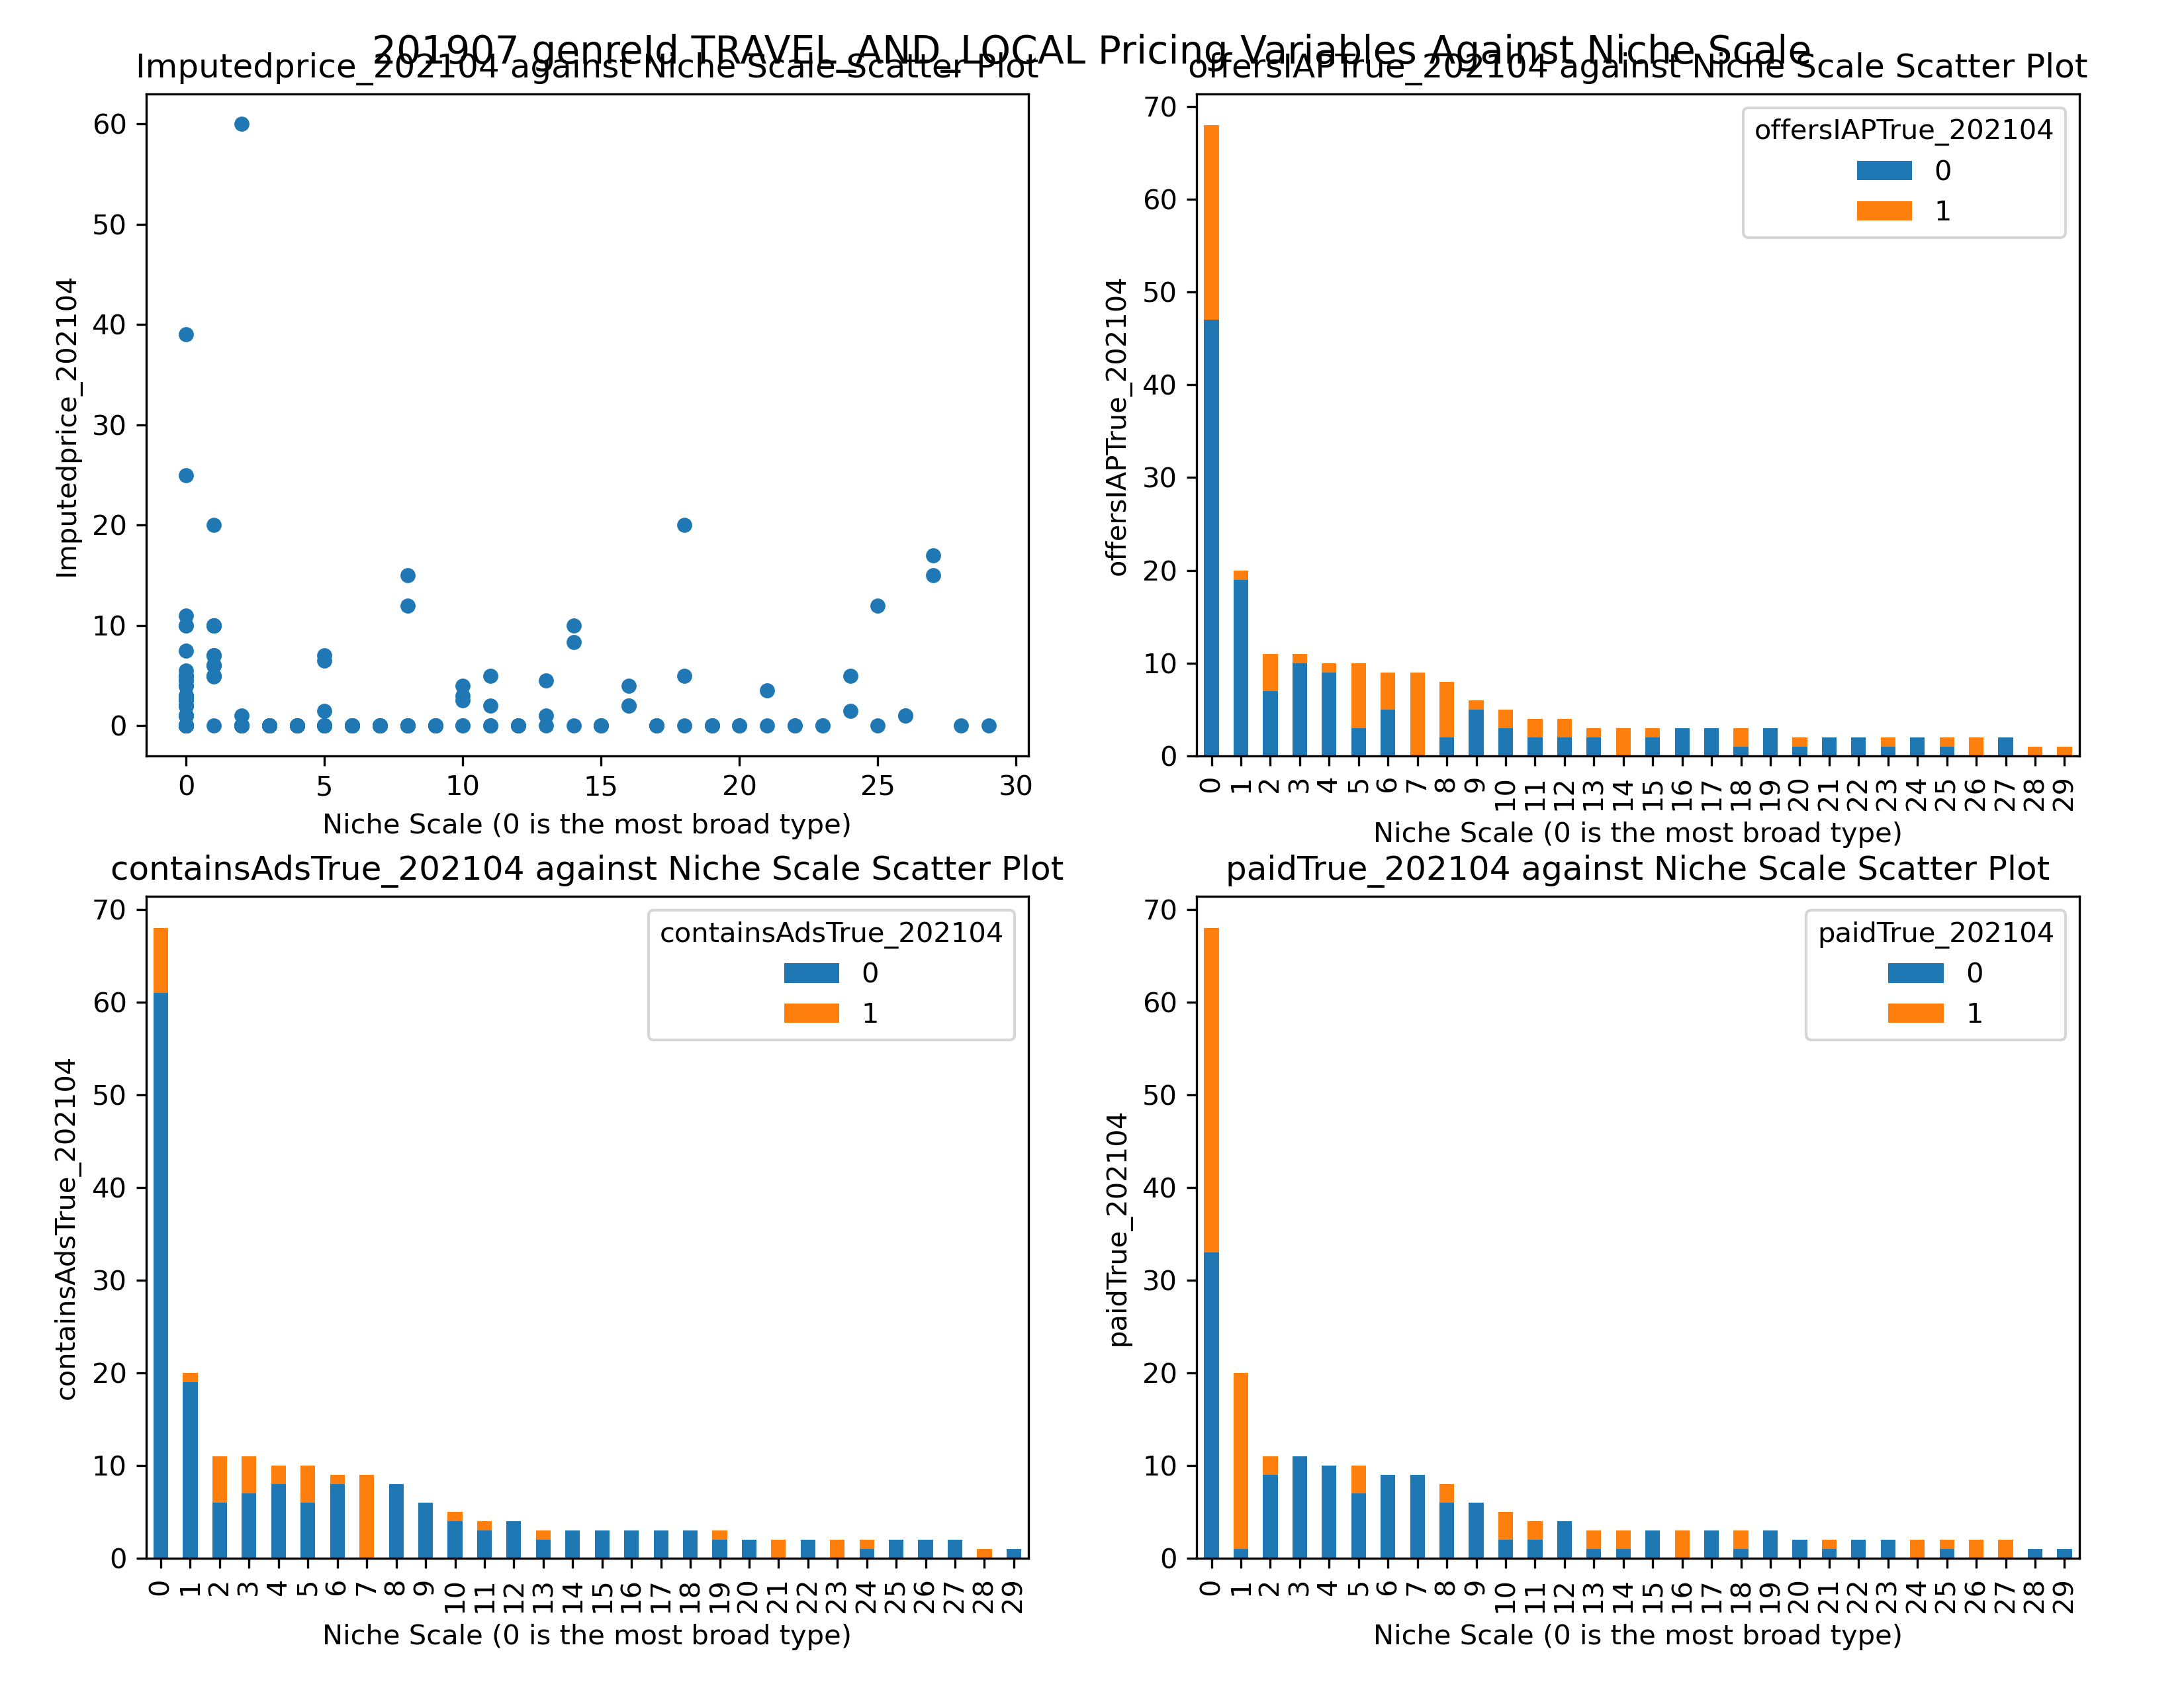 201907 genreId TRAVEL_AND_LOCAL Pricing Variables Against Niche Scale
Imputedprice_202104 against Niche Scale Scatter Plot
Imputedprice_202104
60
50
40
30
20
10
0
0 5 10 15 20 25 30
Niche Scale (0 is the most broad type)
offersIAPTrue_202104 against Niche Scale Scatter Plot
offersIAPTrue_202104
70
60
50
40
30
20
10
0
offersIAPTrue_202104
0
1
0 1 2 3 4 5 6 7 8 9 10 11 12 13 14 15 16 17 18 19 20 21 22 23 24 25 26 27 28 29
Niche Scale (0 is the most broad type)
containsAdsTrue_202104 against Niche Scale Scatter Plot
containsAdsTrue_202104
70
60
50
40
30
20
10
0
containsAdsTrue_202104
0
1
0 1 2 3 4 5 6 7 8 9 10 11 12 13 14 15 16 17 18 19 20 21 22 23 24 25 26 27 28 29
Niche Scale (0 is the most broad type)
paidTrue_202104 against Niche Scale Scatter Plot
paidTrue_202104
70
60
50
40
30
20
10
0
paidTrue_202104
0
1
0 1 2 3 4 5 6 7 8 9 10 11 12 13 14 15 16 17 18 19 20 21 22 23 24 25 26 27 28 29
Niche Scale (0 is the most broad type)